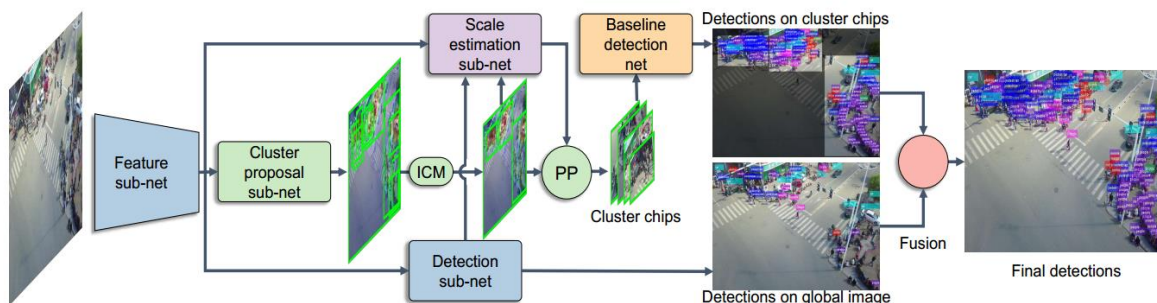 Feature
sub-net
Cluster
proposal
sub-net
ICM
Scale
estimation
sub-net
Detection
sub-net
PP
Baseline
detection
net
Cluster chips
Detections on cluster chips
Detections on global image
Fusion
Final detections